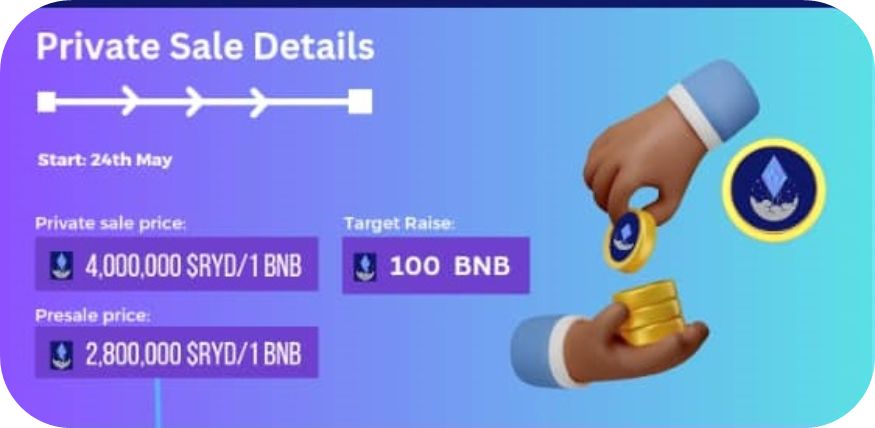 Private Sale Details
Start: 24th May
Private sale price:
4,000,000 $RYD/1 BNB
Target Raise:
100 BNB
Presale price:
2,800,000 $RYD/1 BNB